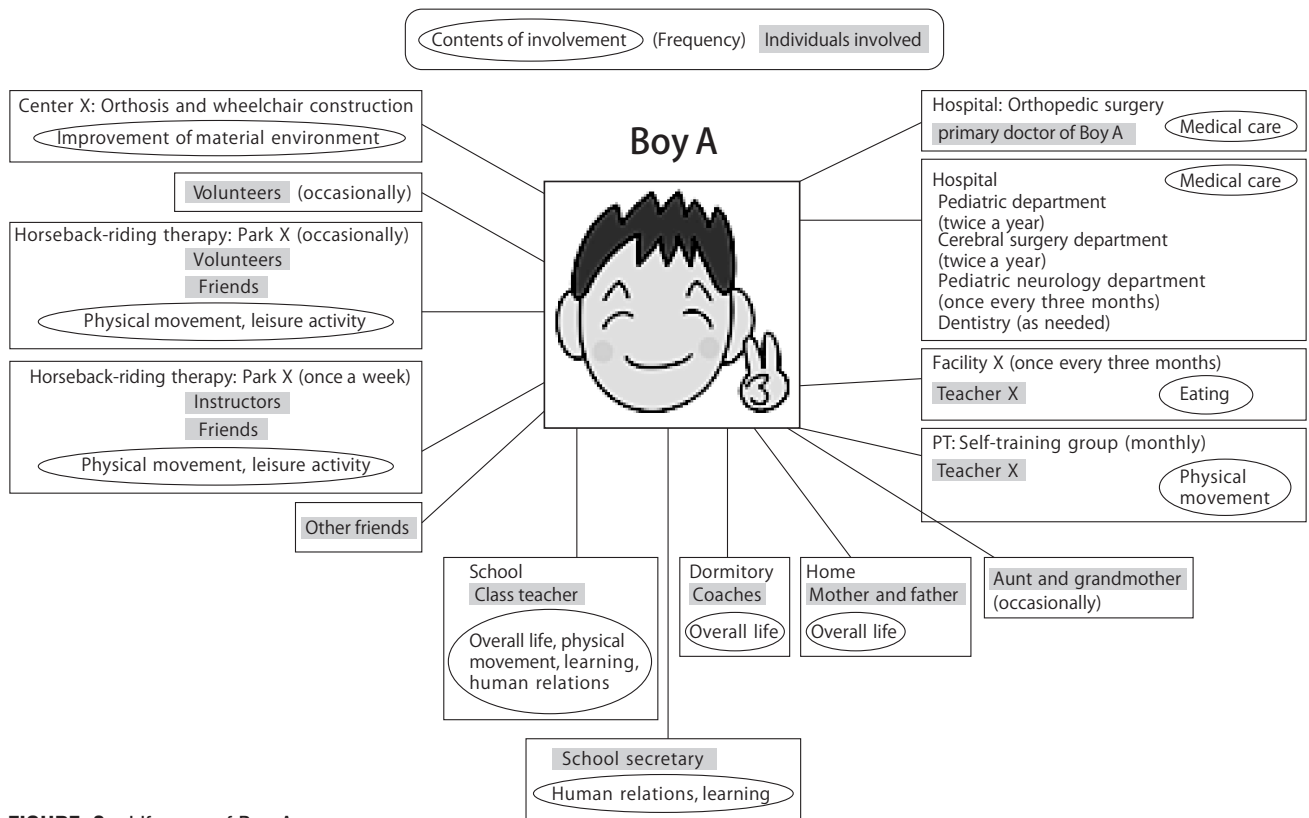 Contents of involvement (Frequency) Individuals involved
Boy A
Center X: Orthosis and wheelchair construction
Improvement of material environment
Volunteers (occasionally)
Horseback-riding therapy: Park X (occasionally)
Volunteers
Friends
Physical movement, leisure activity
Horseback-riding therapy: Park X (once a week)
Instructors
Friends
Physical movement, leisure activity
Other friends
Hospital: Orthopedic surgery
primary doctor of Boy A
Medical care
Hospital
Medical care
Pediatric department
(twice a year)
Cerebral surgery department
(twice a year)
Pediatric neurology department
(once every three months)
Dentistry (as needed)
Facility X (once every three months)
Teacher X
Eating
PT: Self-training group (monthly)
Teacher X
Physical
movement
School
Class teacher
Overall life, physical
movement, learning,
human relations
Dormitory
Coaches
Overall life
Home
Mother and father
Overall life
Aunt and grandmother
(occasionally)
School secretary
Human relations, learning